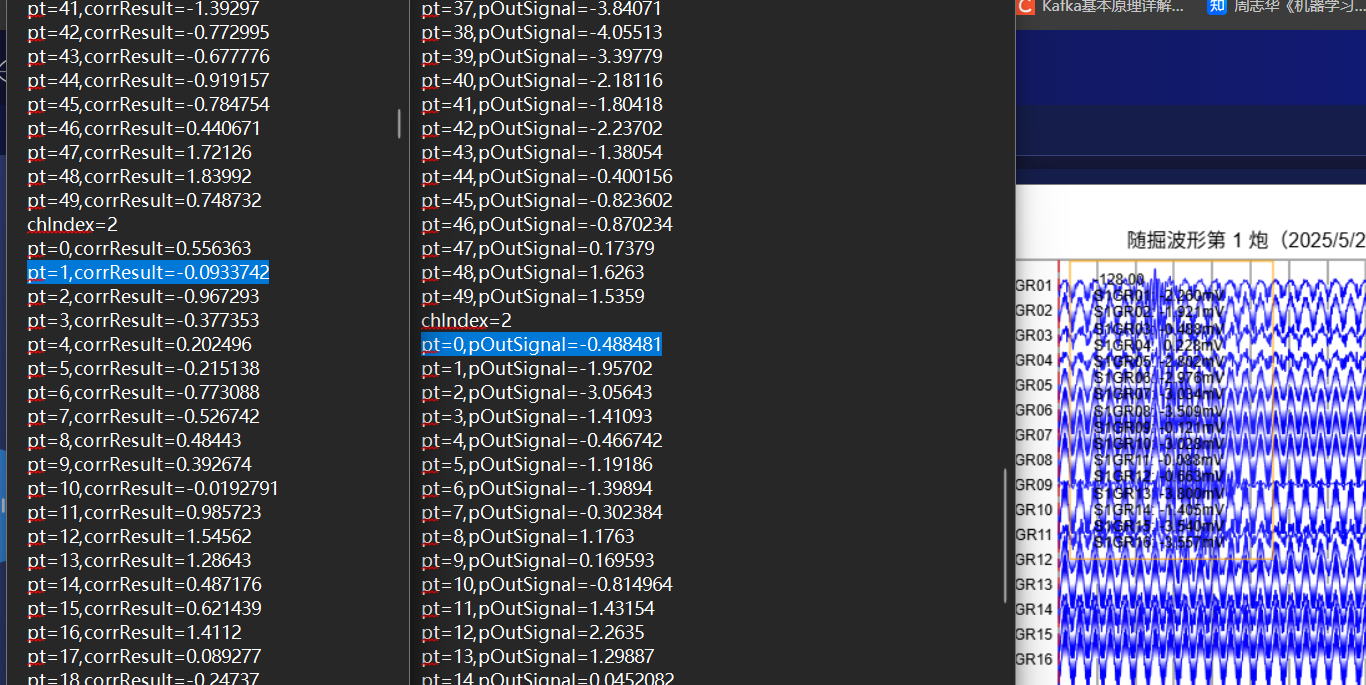 pt=41,corrResult=-1.39297
pt=42,corrResult=-0.772995
pt=43,corrResult=-0.677776
pt=44,corrResult=-0.919157
pt=45,corrResult=-0.784754
pt=46,corrResult=0.440671
pt=47,corrResult=1.72126
pt=48,corrResult=1.83992
pt=49,corrResult=0.748732
chIndex=2
pt=0,corrResult=0.556363
pt=1,corrResult=-0.0933742
pt=2,corrResult=-0.967293
pt=3,corrResult=-0.377353
pt=4,corrResult=0.202496
pt=5,corrResult=-0.215138
pt=6,corrResult=-0.773088
pt=7,corrResult=-0.526742
pt=8,corrResult=0.48443
pt=9,corrResult=0.392674
pt=10,corrResult=-0.0192791
pt=11,corrResult=0.985723
pt=12,corrResult=1.54562
pt=13,corrResult=1.28643
pt=14,corrResult=0.487176
pt=15,corrResult=0.621439
pt=16,corrResult=1.4112
pt=17,corrResult=0.089277
pt=18,corrResult=-0.24737
pt=37,pOutSignal=-3.84071
pt=38,pOutSignal=-4.05513
pt=39,pOutSignal=-3.39779
pt=40,pOutSignal=-2.18116
pt=41,pOutSignal=-1.80418
pt=42,pOutSignal=-2.23702
pt=43,pOutSignal=-1.38054
pt=44,pOutSignal=-0.400156
pt=45,pOutSignal=-0.823602
pt=46,pOutSignal=-0.870234
pt=47,pOutSignal=0.17379
pt=48,pOutSignal=1.6263
pt=49,pOutSignal=1.5359
chIndex=2
pt=0,pOutSignal=-0.488481
pt=1,pOutSignal=-1.95702
pt=2,pOutSignal=-3.05643
pt=3,pOutSignal=-1.41093
pt=4,pOutSignal=-0.466742
pt=5,pOutSignal=-1.19186
pt=6,pOutSignal=-1.39894
pt=7,pOutSignal=-0.302384
pt=8,pOutSignal=1.1763
pt=9,pOutSignal=0.169593
pt=10,pOutSignal=-0.814964
pt=11,pOutSignal=1.43154
pt=12,pOutSignal=2.2635
pt=13,pOutSignal=1.29887
pt=14,pOutSignal=0.0452082
C Kafka基本原理详解... 知 周志华《机器学习...
随掘波形第 1 炮（2025/5/2
GR01
GR02
GR03
GR04
GR05
GR06
GR07
GR08
GR09
GR10
GR11
GR12
GR13
GR14
GR15
GR16
-128.00
S1GR01: -2.260mV
S1GR02: -1.921mV
S1GR03: -0.488mV
S1GR04: 0.228mV
S1GR05: -2.802mV
S1GR06: -2.976mV
S1GR07: -3.034mV
S1GR08: -3.509mV
S1GR09: -0.121mV
S1GR10: -3.028mV
S1GR11: -0.088mV
S1GR12: -0.663mV
S1GR13: -3.800mV
S1GR14: -1.405mV
S1GR15: -3.540mV
S1GR16: -3.557mV